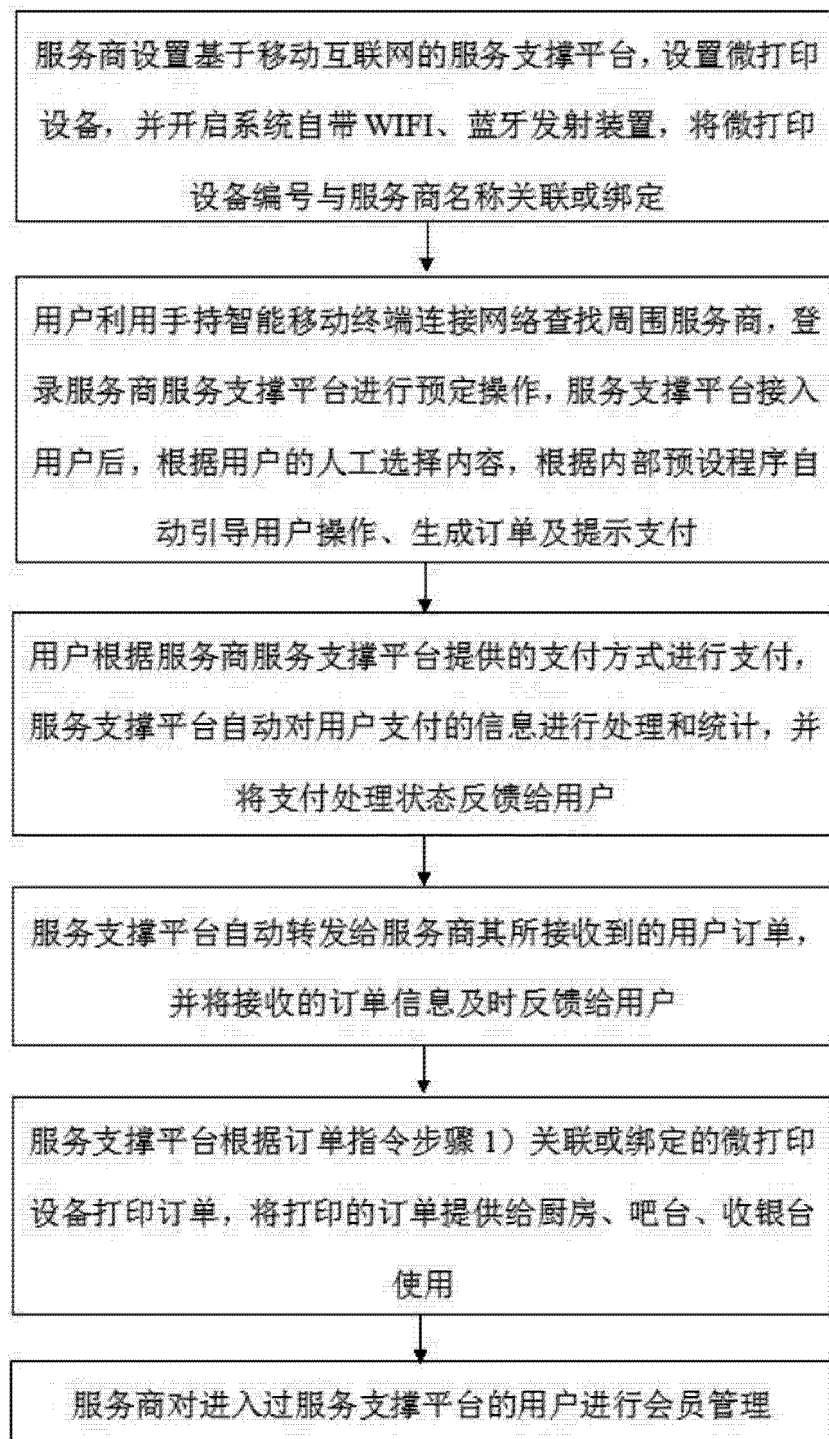 服务商设置基于移动互联网的服务支撑平台，设置微打印
设备，并开启系统自带 WIFI、蓝牙发射装置，将微打印
设备编号与服务商名称关联或绑定
用户利用手持智能移动终端连接网络查找周围服务商，登
录服务商服务支撑平台进行预定操作，服务支撑平台接入
用户后，根据用户的人工选择内容，根据内部预设程序自
动引导用户操作、生成订单及提示支付
用户根据服务商服务支撑平台提供的支付方式进行支付，
服务支撑平台自动对用户支付的信息进行处理和统计，并
将支付处理状态反馈给用户
服务支撑平台自动转发给服务商其所接收到的用户订单，
并将接收的订单信息及时反馈给用户
服务支撑平台根据订单指令步骤 1）关联或绑定的微打印
设备打印订单，将打印的订单提供给厨房、吧台、收银台
使用
服务商对进入过服务支撑平台的用户进行会员管理